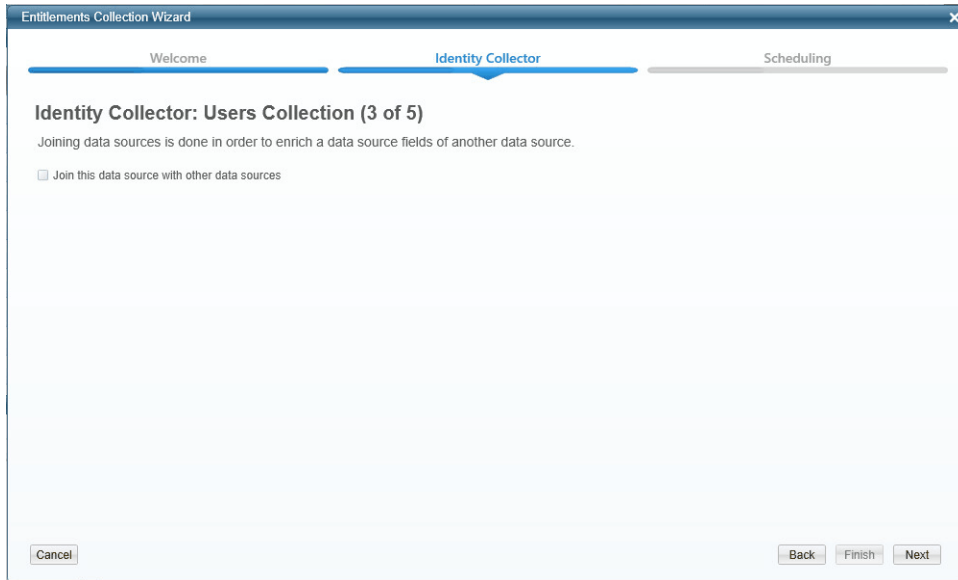 Entitlements Collection Wizard
Welcome Identity Collector Scheduling
Identity Collector: Users Collection (3 of 5)
Joining data sources is done in order to enrich a data source fields of another data source.
Join this data source with other data sources
Cancel Back Finish Next